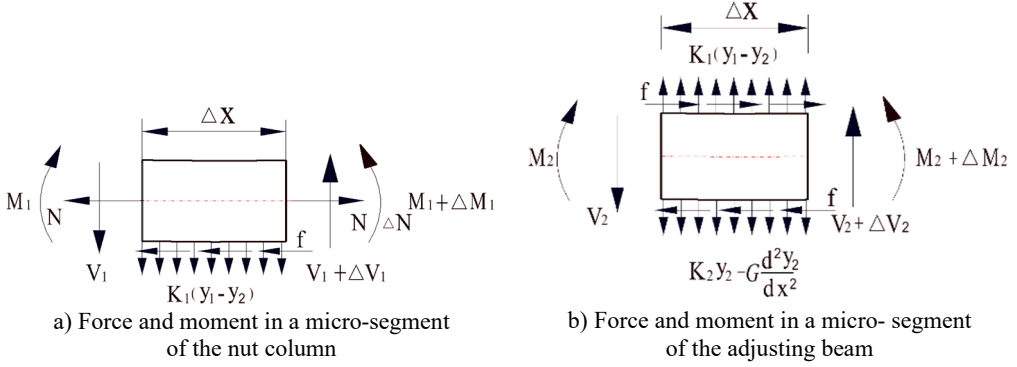 △X
M1
N
V1
f
N
△N
M1+△M1
V1 +△V1
K1(y1-y2)
a) Force and moment in a micro-segment
of the nut column
△X
K1(y1-y2)
f
M2
V2
M2 +△M2
f
V2+△V2
K2y2-G d²y2/dx²
b) Force and moment in a micro- segment
of the adjusting beam